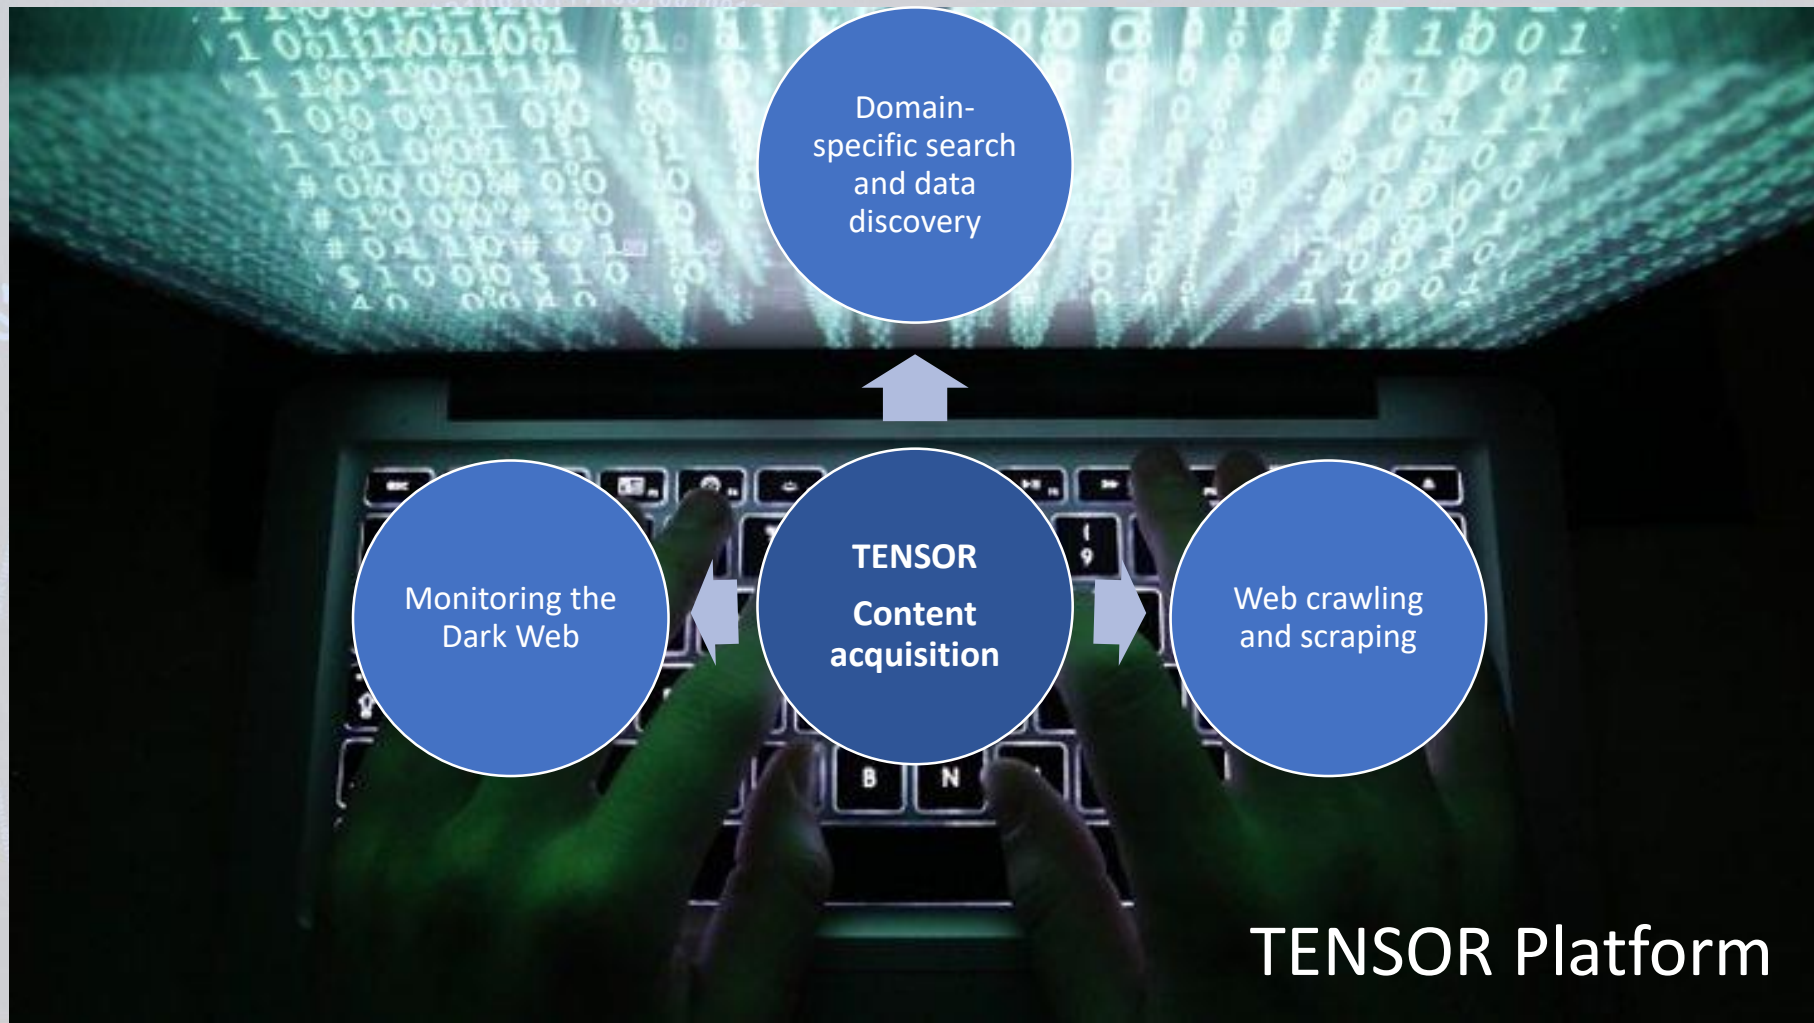 Domain-
specific search
and data
discovery
Monitoring the
Dark Web
TENSOR
Content
acquisition
Web crawling
and scraping
B
N
9
TENSOR Platform